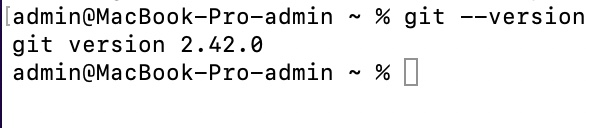 [admin@MacBook-Pro-admin ~ % git --version
git version 2.42.0
admin@MacBook-Pro-admin ~ %